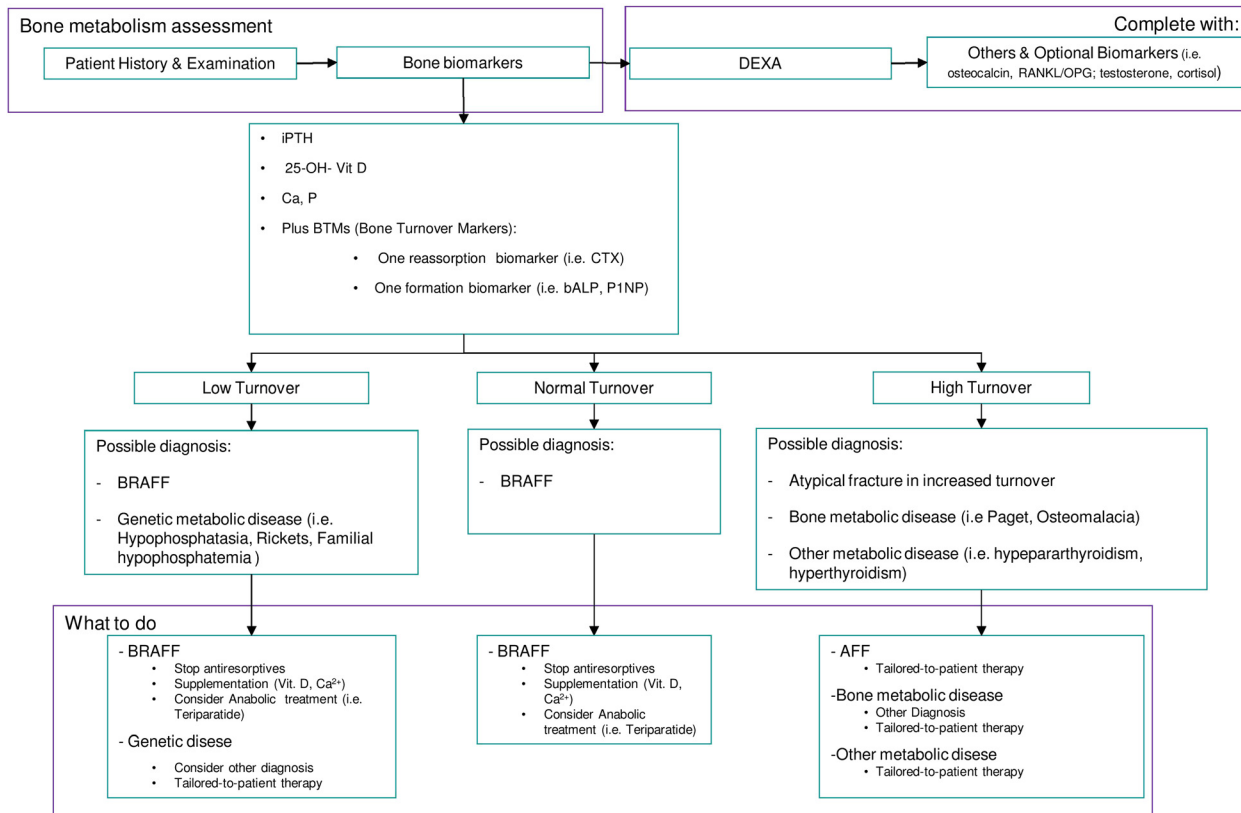 Bone metabolism assessment
Complete with:
Patient History & Examination
Bone biomarkers
DEXA
Others & Optional Biomarkers (i.e.
osteocalcin, RANKL/OPG; testosterone, cortisol)
• iPTH
• 25-OH- Vit D
• Ca, P
• Plus BTMs (Bone Turnover Markers):
• One reassorption biomarker (i.e. CTX)
• One formation biomarker (i.e. bALP, P1NP)
Low Turnover
Normal Turnover
High Turnover
Possible diagnosis:
- BRAFF
- Genetic metabolic disease (i.e.
Hypophosphatasia, Rickets, Familial
hypophosphatemia )
Possible diagnosis:
- BRAFF
Possible diagnosis:
- Atypical fracture in increased turnover
- Bone metabolic disease (i.e Paget, Osteomalacia)
- Other metabolic disease (i.e. hypepararthyroidism,
hyperthyroidism)
What to do
- BRAFF
• Stop antiresorptives
• Supplementation (Vit. D, Ca²⁺)
• Consider Anabolic treatment (i.e.
Teriparatide)
- Genetic disese
• Consider other diagnosis
• Tailored-to-patient therapy
- BRAFF
• Stop antiresorptives
• Supplementation (Vit. D,
Ca²⁺)
• Consider Anabolic
treatment (i.e. Teriparatide)
- AFF
• Tailored-to-patient therapy
-Bone metabolic disease
• Other Diagnosis
• Tailored-to-patient therapy
-Other metabolic disese
• Tailored-to-patient therapy